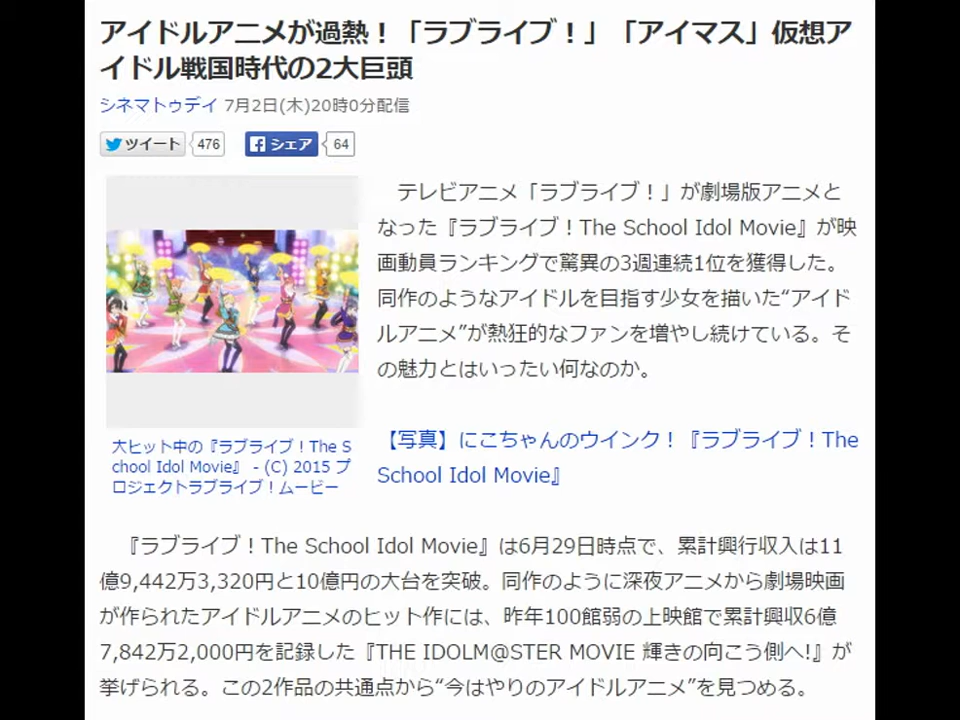 アイドルアニメが過熱！「ラブライブ！」「アイマス」仮想ア
イドル戦国時代の2大巨頭
シネマトゥデイ 7月2日(木)20時0分配信
ツイート 476 シェア 64
テレビアニメ「ラブライブ！」が劇場版アニメと
なった『ラブライブ！The School Idol Movie』が映
画動員ランキングで驚異の3週連続1位を獲得した。
同作のようなアイドルを目指す少女を描いた“アイド
ルアニメ”が熱狂的なファンを増やし続けている。そ
の魅力とはいったい何なのか。
大ヒット中の『ラブライブ！The S
chool Idol Movie』 - (C) 2015 プ
ロジェクトラブライブ！ムービー
【写真】にこちゃんのウインク！『ラブライブ！The
School Idol Movie』
『ラブライブ！The School Idol Movie』は6月29日時点で、累計興行収入は11
億9,442万3,320円と10億円の大台を突破。同作のように深夜アニメから劇場映画
が作られたアイドルアニメのヒット作には、昨年100館弱の上映館で累計興収6億
7,842万2,000円を記録した『THE IDOLM@STER MOVIE 輝きの向こう側へ!』が
挙げられる。この2作品の共通点から“今はやりのアイドルアニメ”を見つめる。